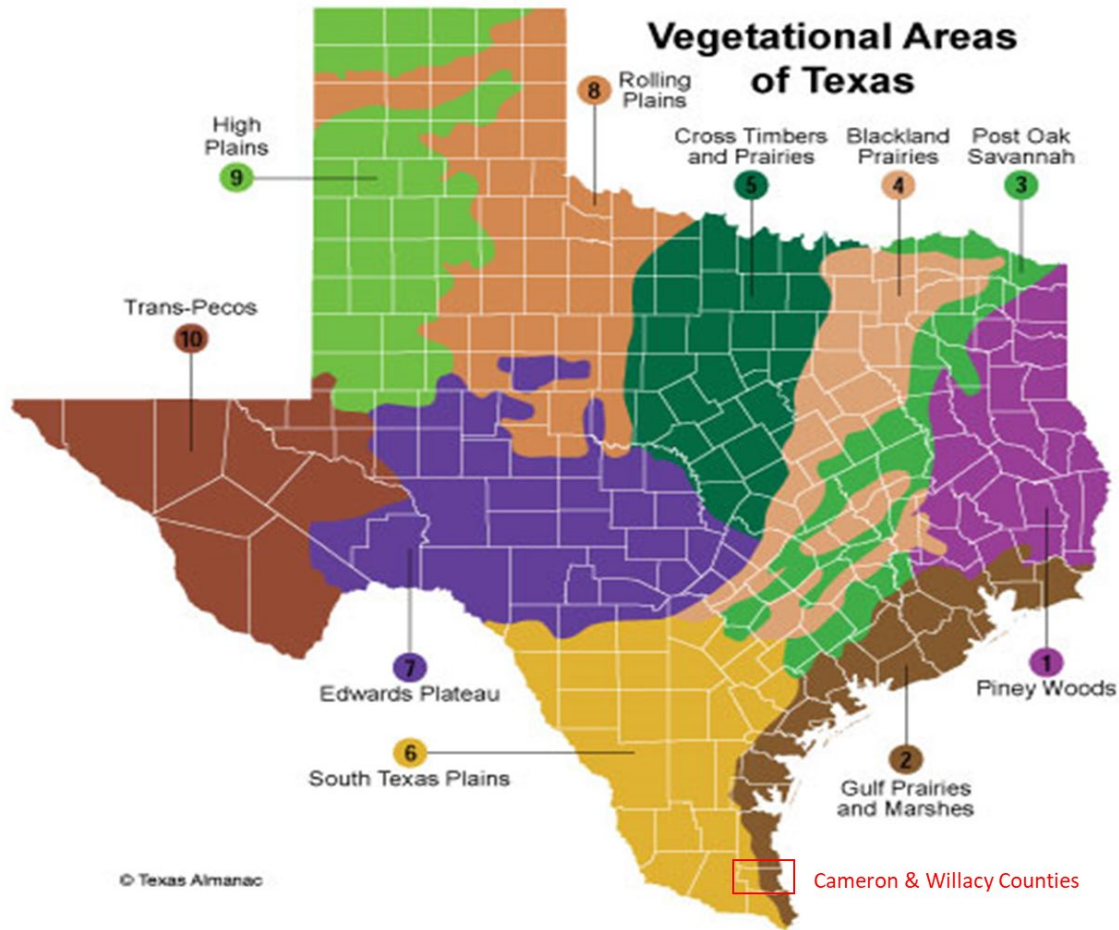 Vegetational Areas
of Texas
8
Rolling
Plains
High
Plains
9
Cross Timbers
and Prairies
5
Blackland
Prairies
4
Post Oak
Savannah
3
Trans-Pecos
10
7
Edwards Plateau
1
Piney Woods
6
South Texas Plains
2
Gulf Prairies
and Marshes
© Texas Almanac
Cameron & Willacy Counties